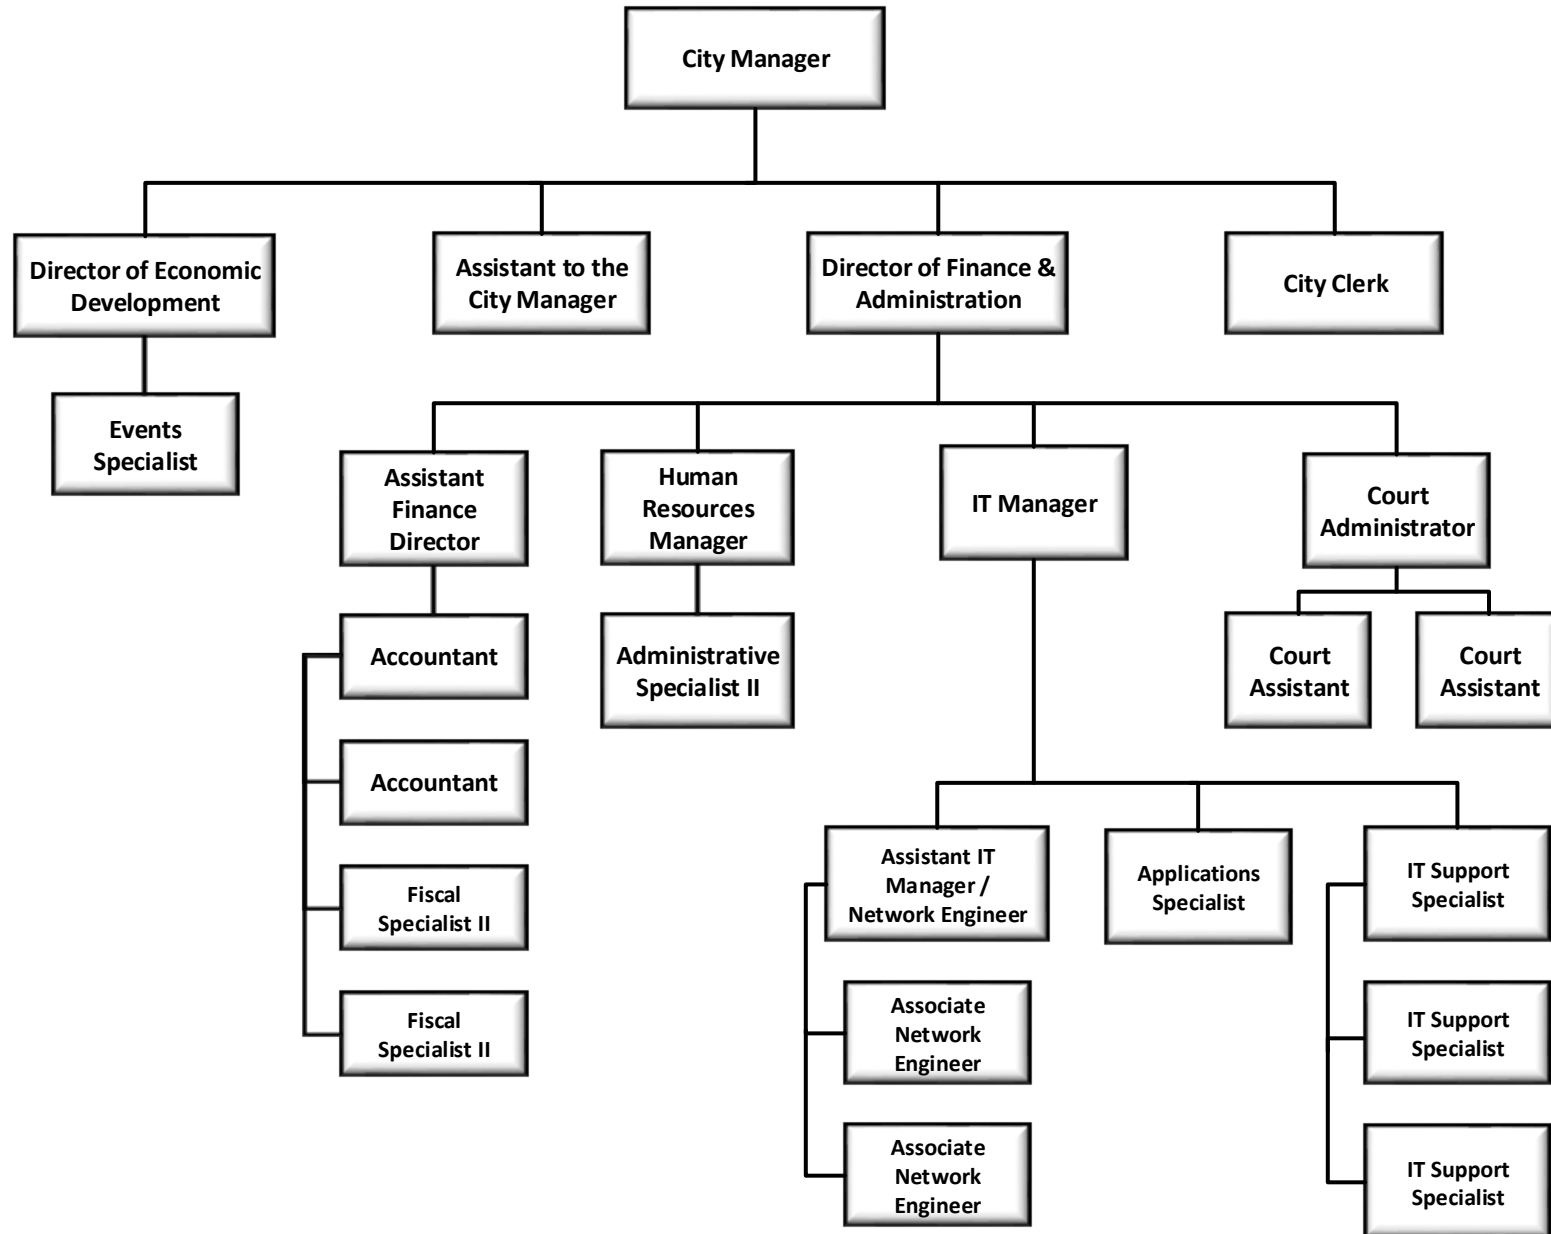 City Manager
Director of Economic
Development
Assistant to the
City Manager
Director of Finance &
Administration
City Clerk
Events
Specialist
Assistant
Finance
Director
Human
Resources
Manager
IT Manager
Court
Administrator
Accountant
Administrative
Specialist II
Court
Assistant
Court
Assistant
Accountant
Fiscal
Specialist II
Fiscal
Specialist II
Assistant IT
Manager /
Network Engineer
Applications
Specialist
IT Support
Specialist
Associate
Network
Engineer
IT Support
Specialist
Associate
Network
Engineer
IT Support
Specialist